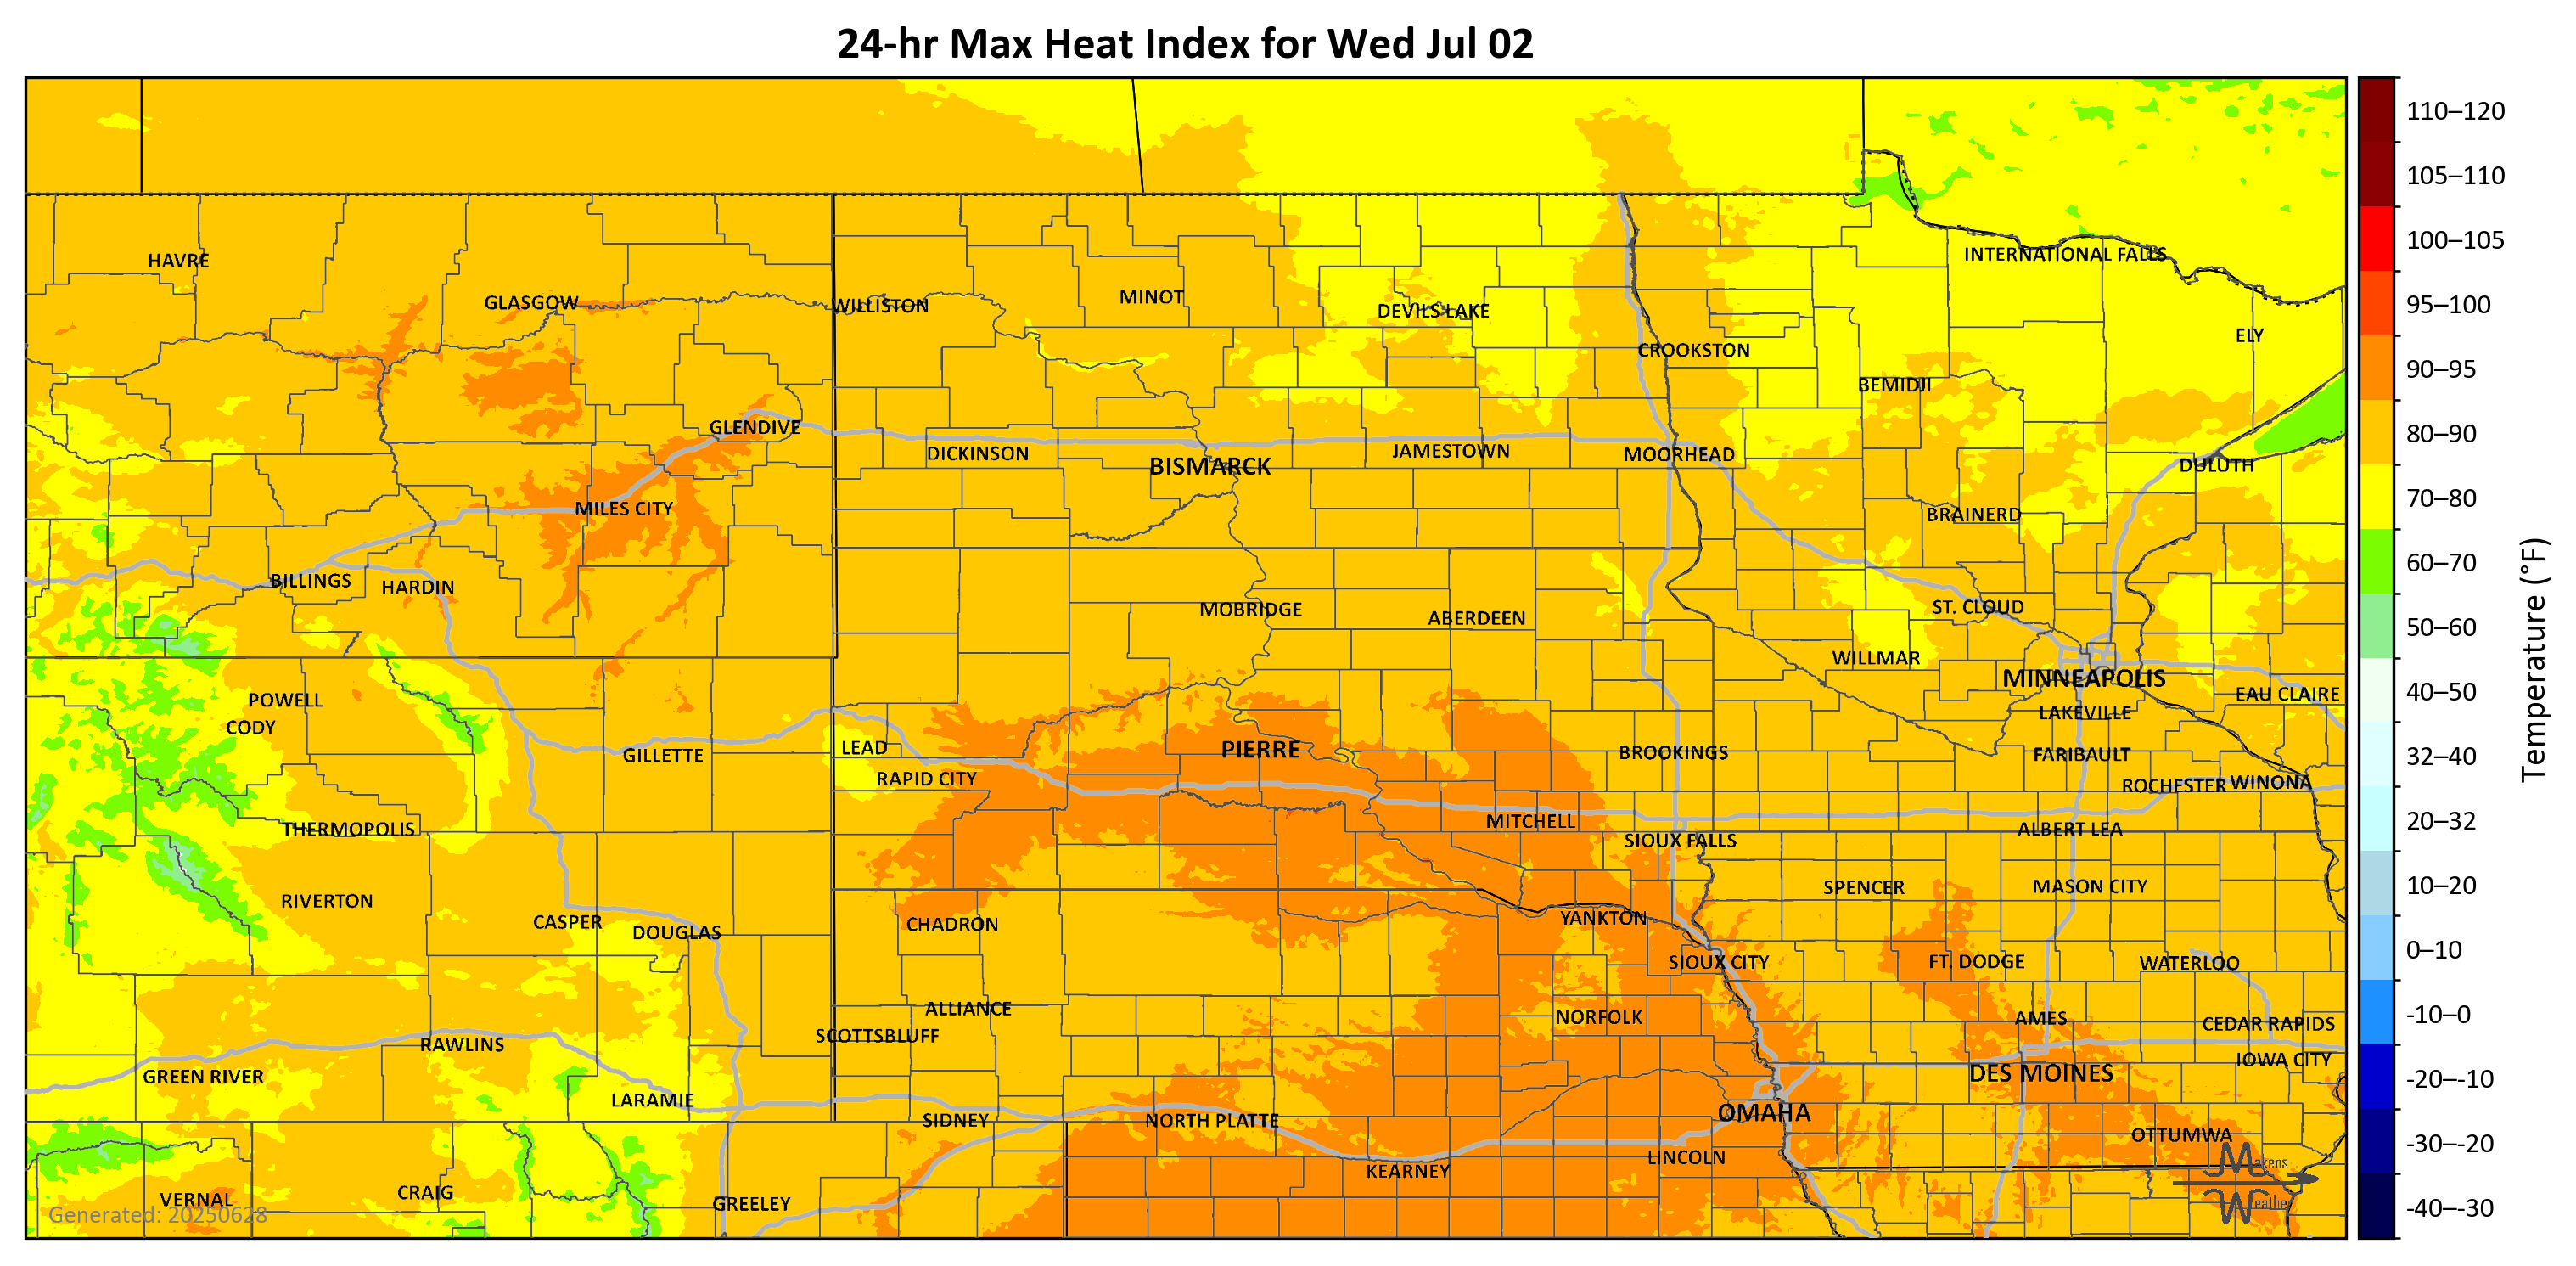 24-hr Max Heat Index for Wed Jul 02
HAVRE
GLASGOW
WILLISTON
MINOT
DEVILS LAKE
CROOKSTON
INTERNATIONAL FALLS
ELY
BEMIDJI
GLENDIVE
DICKINSON
BISMARCK
JAMESTOWN
MOORHEAD
DULUTH
MILES CITY
BRAINERD
BILLINGS
HARDIN
MOBRIDGE
ABERDEEN
ST. CLOUD
WILLMAR
MINNEAPOLIS
EAU CLAIRE
POWELL
CODY
LAKEVILLE
GILLETTE
LEAD
PIERRE
BROOKINGS
FARIBAULT
RAPID CITY
ROCHESTER
WINONA
THERMOPOLIS
MITCHELL
SIOUX FALLS
ALBERT LEA
RIVERTON
SPENCER
MASON CITY
CASPER
DOUGLAS
CHADRON
YANKTON
SIOUX CITY
FT. DODGE
WATERLOO
ALLIANCE
NORFOLK
AMES
CEDAR RAPIDS
SCOTTSBLUFF
RAWLINS
IOWA CITY
GREEN RIVER
DES MOINES
LARAMIE
SIDNEY
NORTH PLATTE
OMAHA
OTTUMWA
KEARNEY
LINCOLN
VERNAL
CRAIG
GREELEY
Generated: 20250628
Makens
Weather
110–120
105–110
100–105
95–100
90–95
80–90
70–80
60–70
50–60
40–50
32–40
20–32
10–20
0–10
-10–0
-20–-10
-30–-20
-40–-30
Temperature (°F)